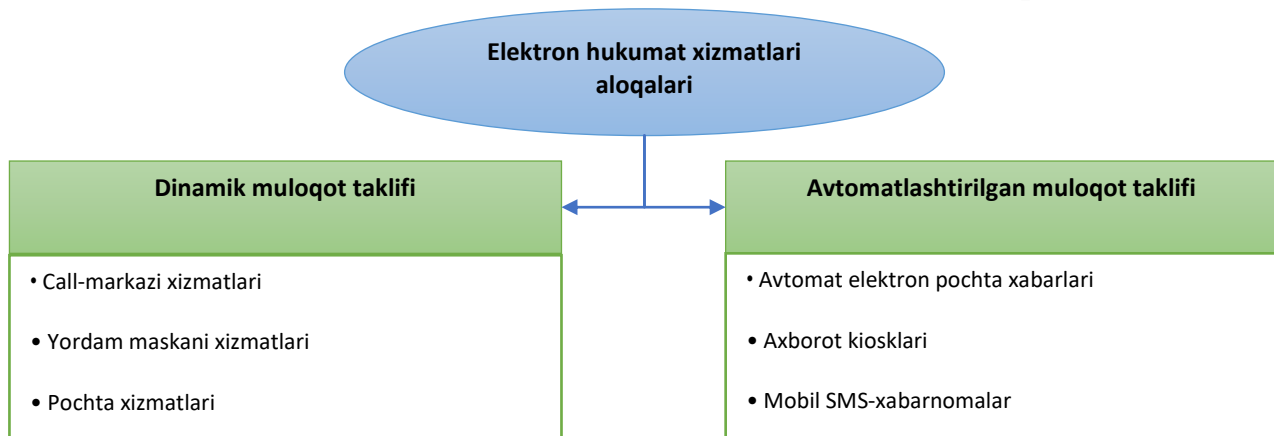 Elektron hukumat xizmatlari
aloqalari
Dinamik muloqot taklifi
• Call-markazi xizmatlari
• Yordam maskani xizmatlari
• Pochta xizmatlari
Avtomatlashtirilgan muloqot taklifi
• Avtomat elektron pochta xabarlari
• Axborot kiosklari
• Mobil SMS-xabarnomalar